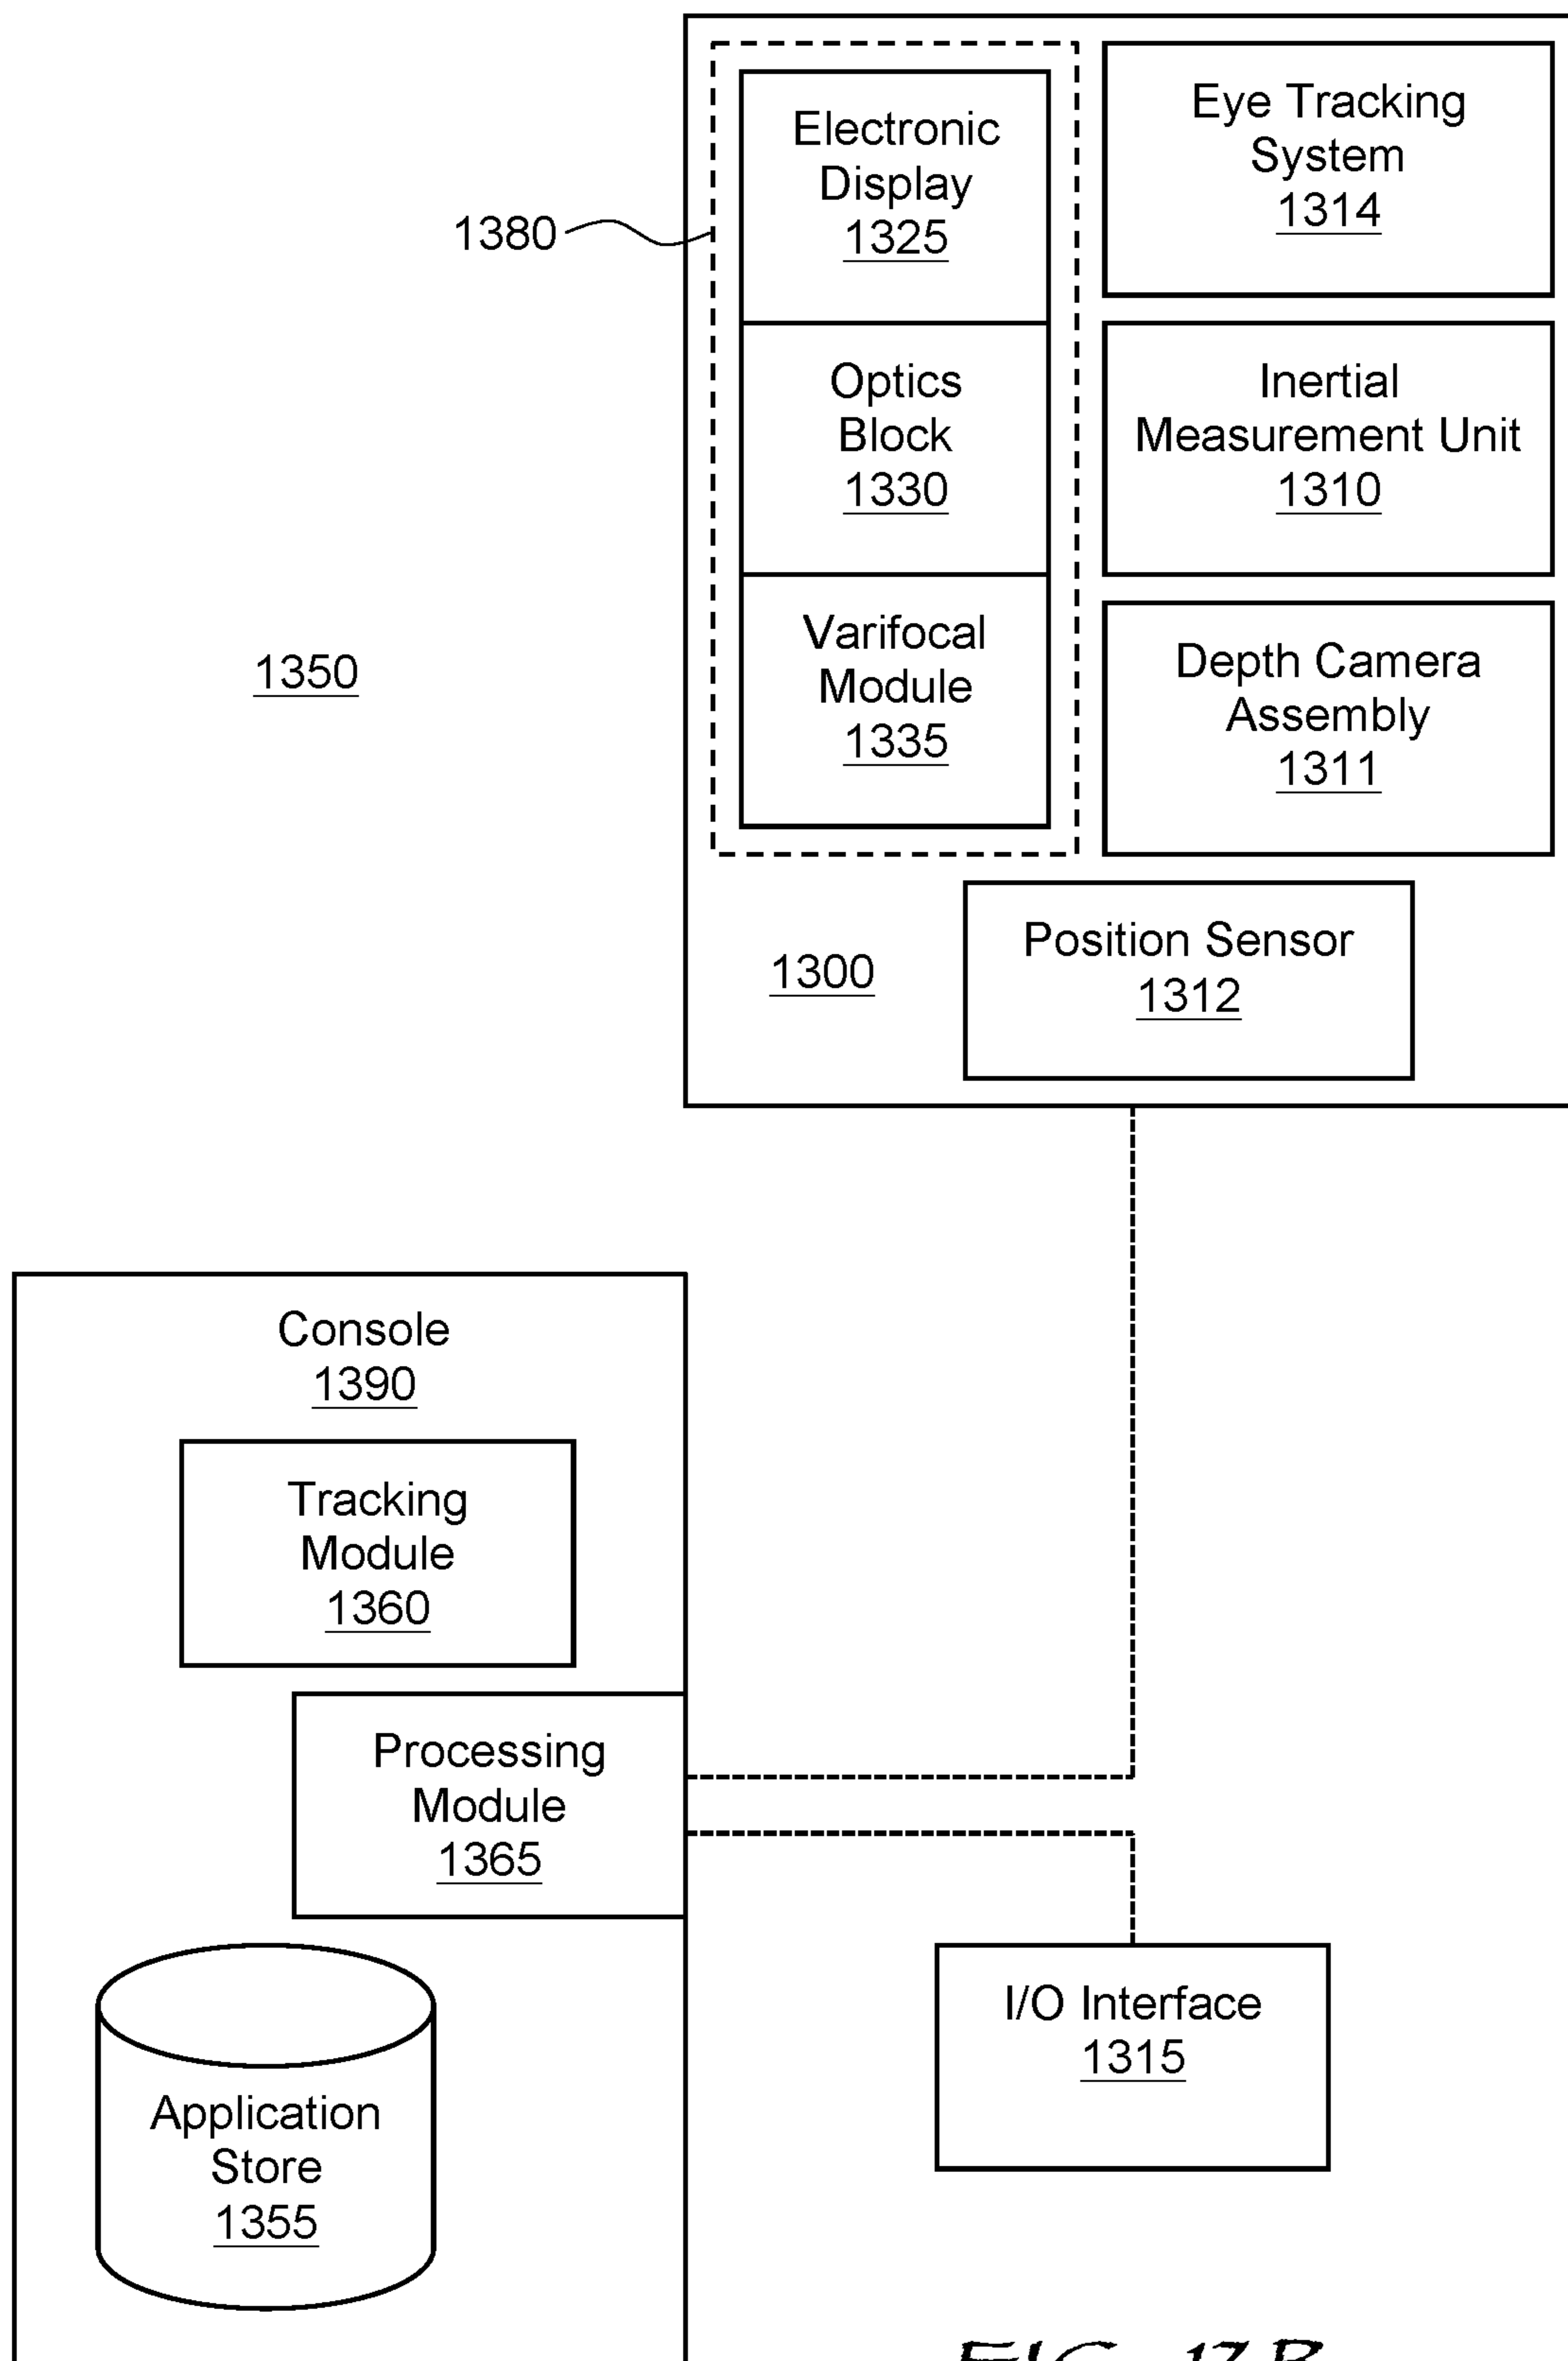 1380
Electronic
Display
1325
Optics
Block
1330
Varifocal
Module
1335
Eye Tracking
System
1314
Inertial
Measurement Unit
1310
Depth Camera
Assembly
1311
1350
1300
Position Sensor
1312
Console
1390
Tracking
Module
1360
Processing
Module
1365
Application
Store
1355
I/O Interface
1315